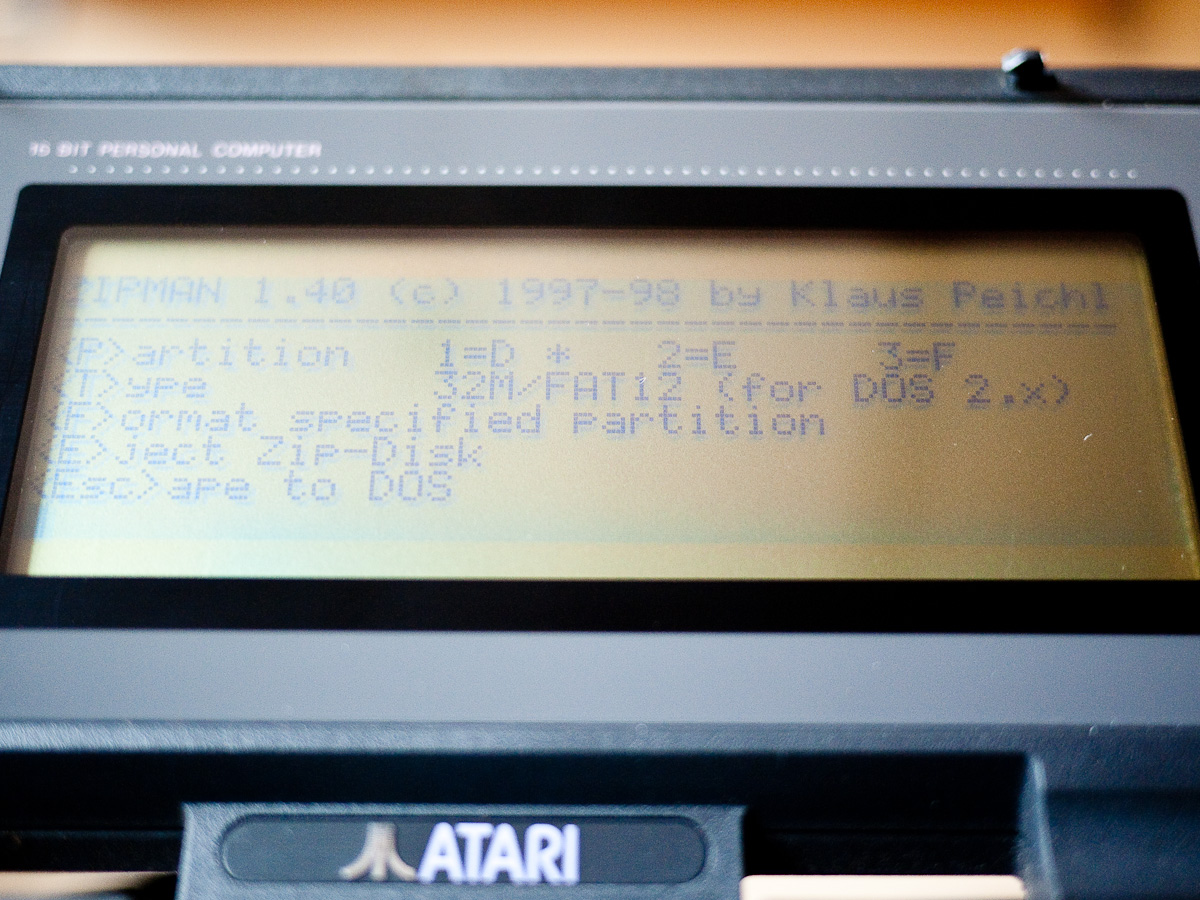 16 BIT PERSONAL COMPUTER
ZIPMAN 1.40 (c) 1997-98 by Klaus Peichl
----------------------------------------
<P>artition 1=D * 2=E 3=F
<T>ype 32M/FAT12 (for DOS 2.x)
<F>ormat specified partition
<E>ject Zip-Disk
<Esc>ape to DOS
ATARI